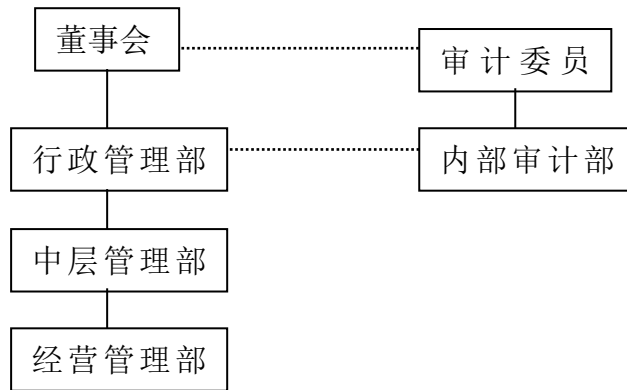 董事会
审计委员
行政管理部
内部审计部
中层管理部
经营管理部